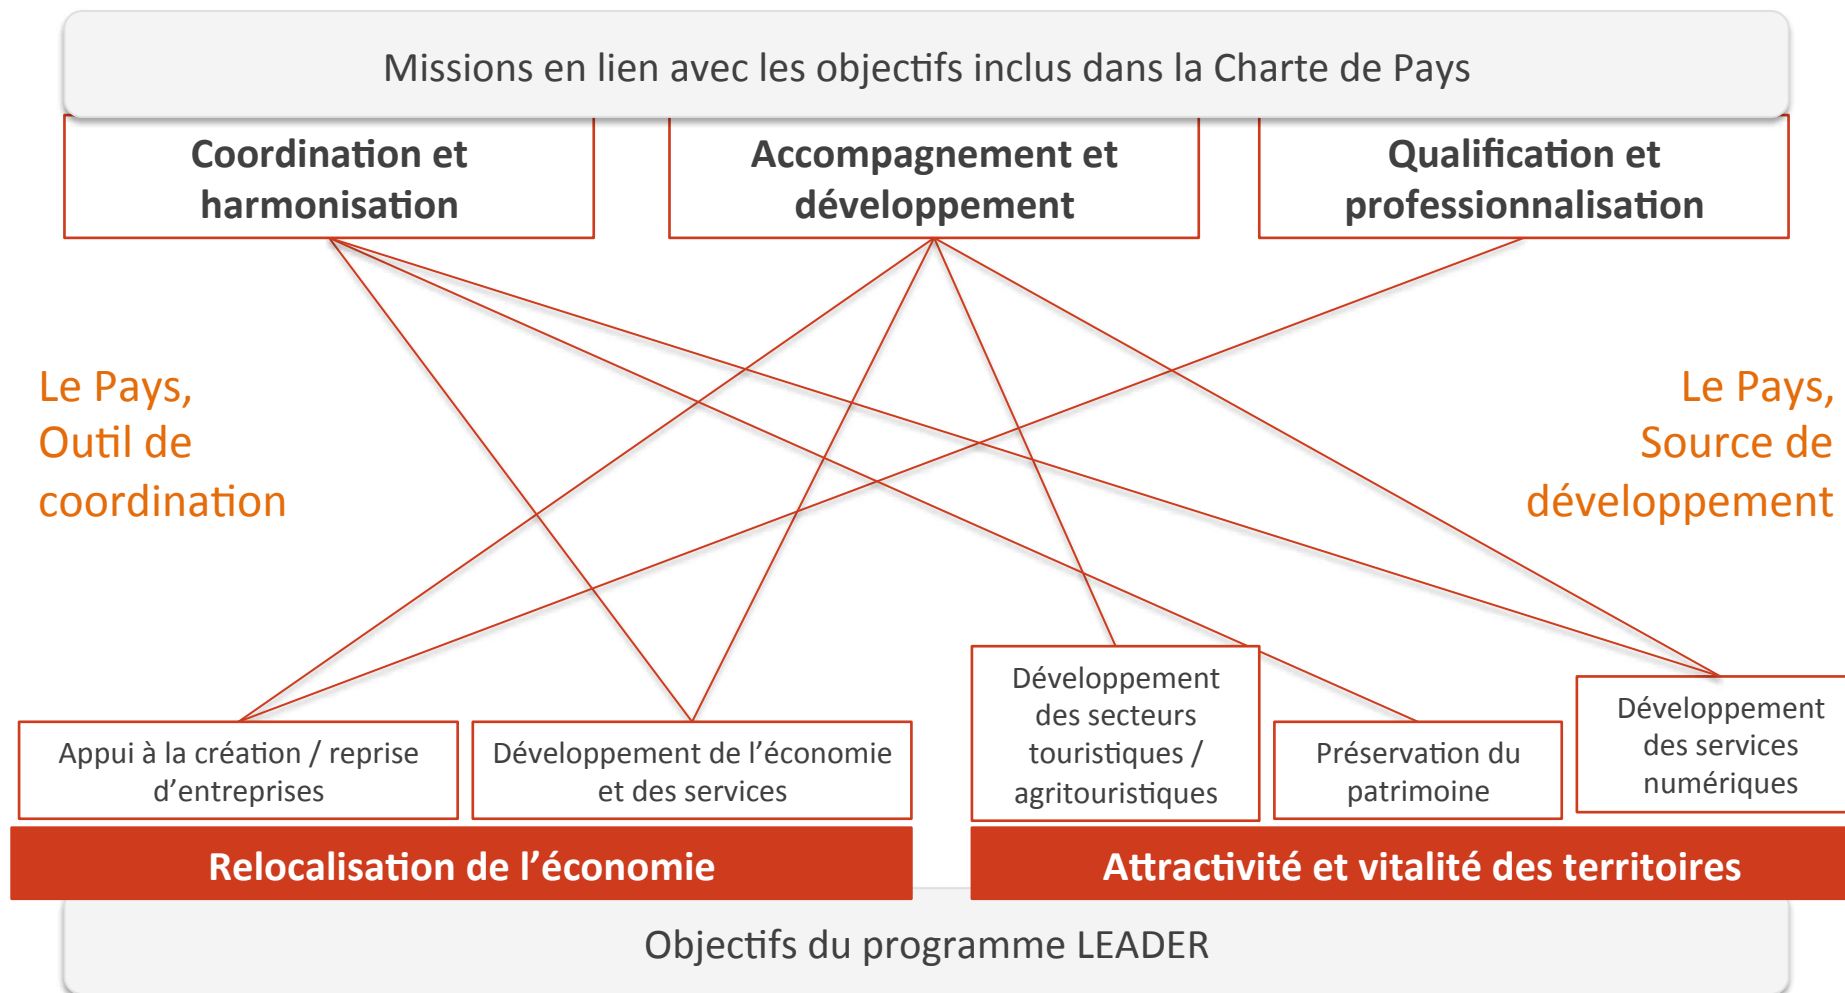 Missions en lien avec les objectifs inclus dans la Charte de Pays
Coordination et
harmonisation
Accompagnement et
développement
Qualification et
professionnalisation
Le Pays,
Outil de
coordination
Le Pays,
Source de
développement
Appui à la création / reprise
d’entreprises
Développement de l’économie
et des services
Développement
des secteurs
touristiques /
agritouristiques
Préservation du
patrimoine
Développement
des services
numériques
Relocalisation de l’économie
Attractivité et vitalité des territoires
Objectifs du programme LEADER